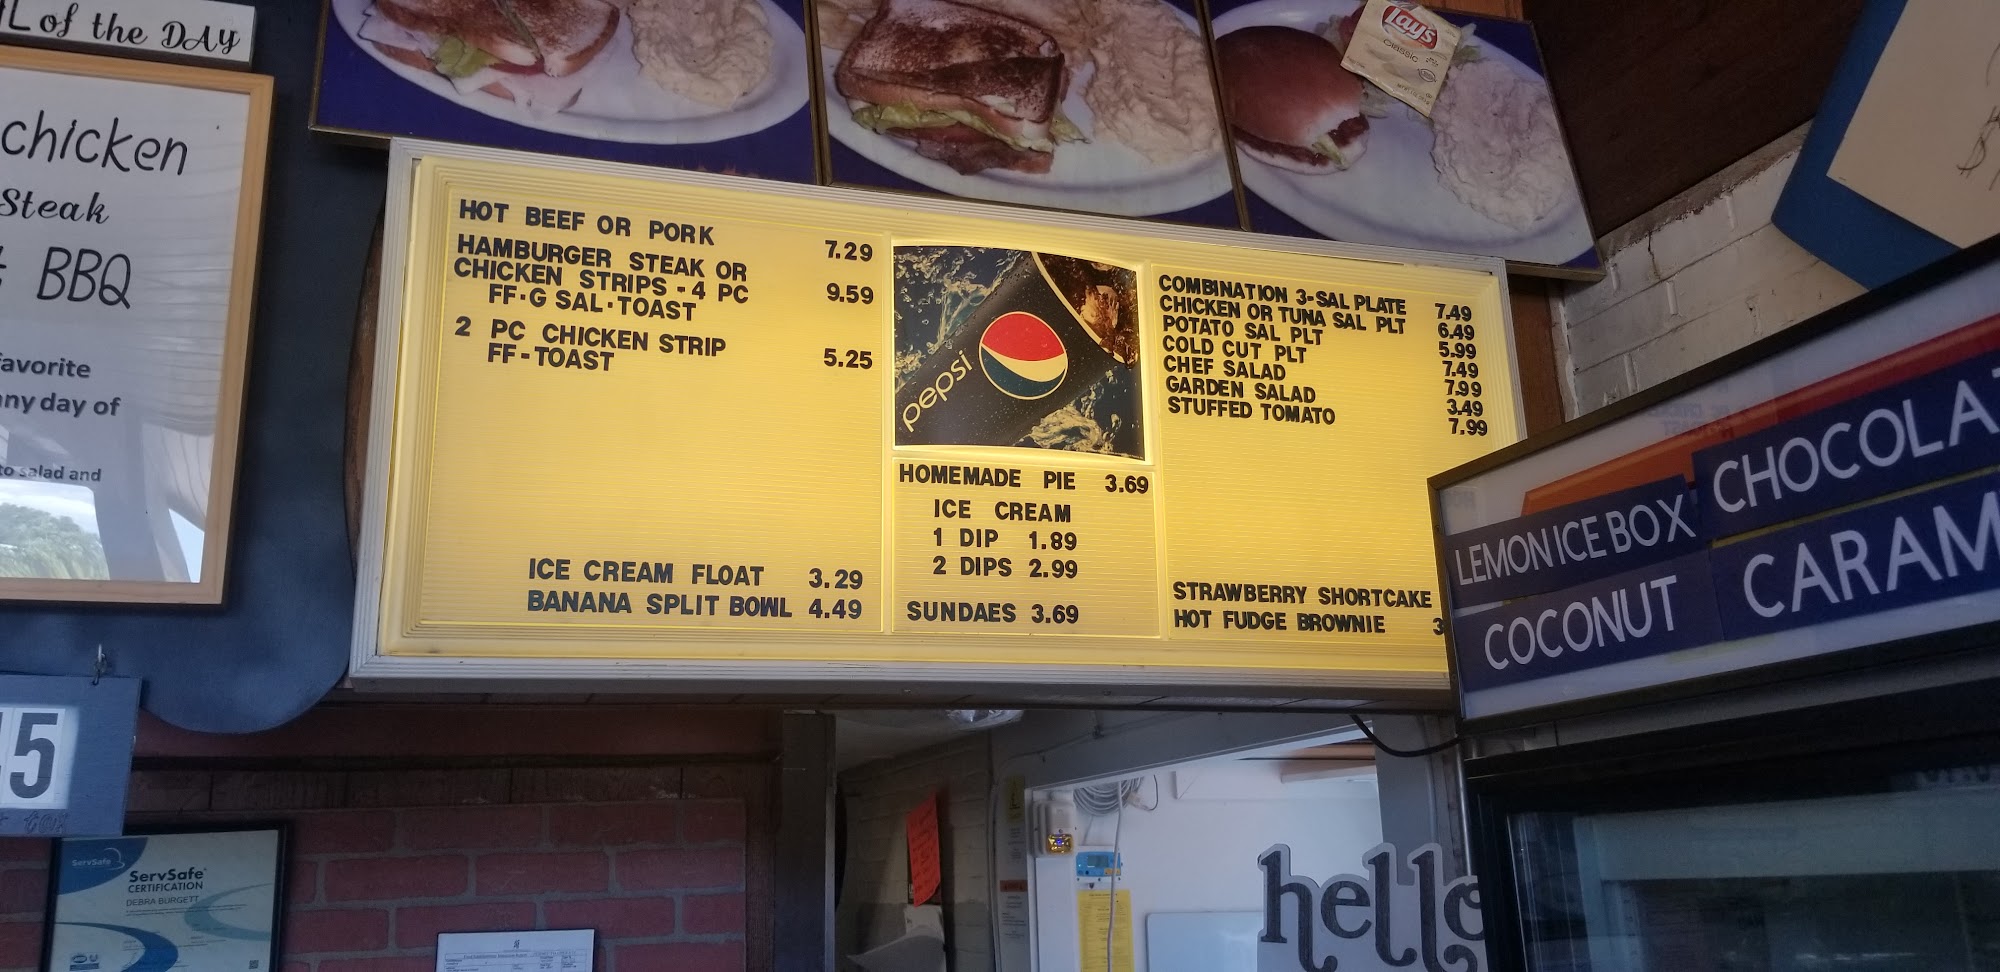 L of the DAy
chicken
Steak
BBQ
favorite
any day of
to salad and
5
ServSafe
ServSafe
CERTIFICATION
DEBRA BURGETT
Lay's
CLASSIC
HOT BEEF OR PORK 7.29
HAMBURGER STEAK OR
CHICKEN STRIPS - 4 PC 9.59
FF·G SAL·TOAST
2 PC CHICKEN STRIP
FF-TOAST 5.25
ICE CREAM FLOAT 3.29
BANANA SPLIT BOWL 4.49
pepsi
HOMEMADE PIE 3.69
ICE CREAM
1 DIP 1.89
2 DIPS 2.99
SUNDAES 3.69
COMBINATION 3-SAL PLATE 7.49
CHICKEN OR TUNA SAL PLT 6.49
POTATO SAL PLT 5.99
COLD CUT PLT 7.49
CHEF SALAD 7.99
GARDEN SALAD 3.49
STUFFED TOMATO 7.99
STRAWBERRY SHORTCAKE
HOT FUDGE BROWNIE 3
LEMON ICE BOX CHOCOLA
COCONUT CARAM
hello